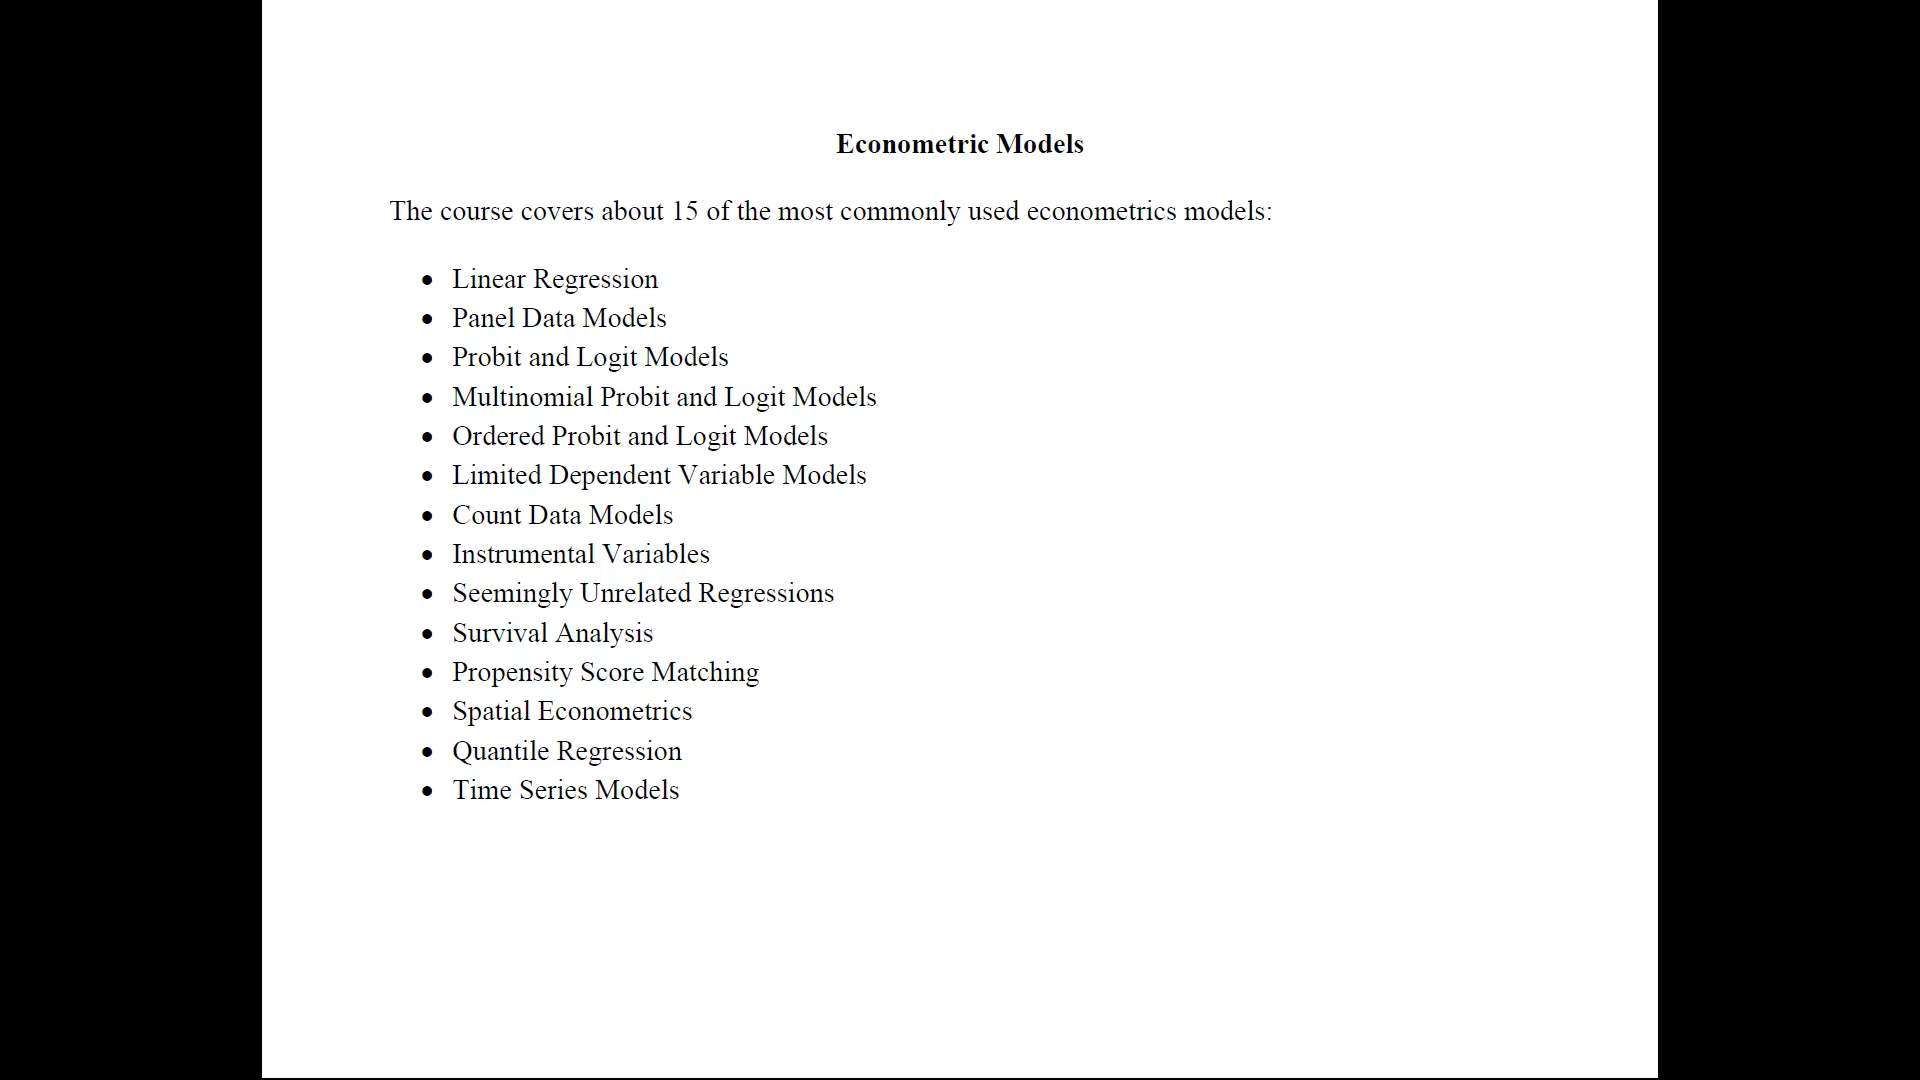 Econometric Models
The course covers about 15 of the most commonly used econometrics models:
• Linear Regression
• Panel Data Models
• Probit and Logit Models
• Multinomial Probit and Logit Models
• Ordered Probit and Logit Models
• Limited Dependent Variable Models
• Count Data Models
• Instrumental Variables
• Seemingly Unrelated Regressions
• Survival Analysis
• Propensity Score Matching
• Spatial Econometrics
• Quantile Regression
• Time Series Models